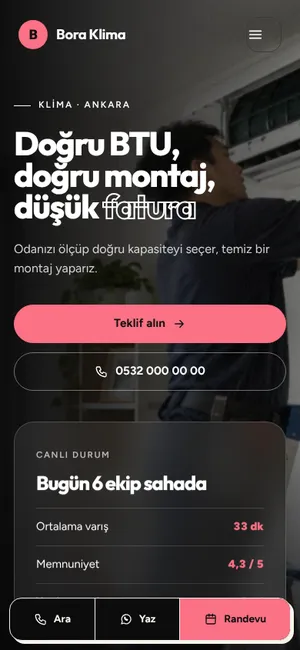 B Bora Klima
KLİMA · ANKARA
Doğru BTU,
doğru montaj,
düşük fatura
Odanızı ölçüp doğru kapasiteyi seçer, temiz bir
montaj yaparız.
Teklif alın →
0532 000 00 00
CANLI DURUM
Bugün 6 ekip sahada
Ortalama varış 33 dk
Memnuniyet 4,3 / 5
Ara Yaz Randevu